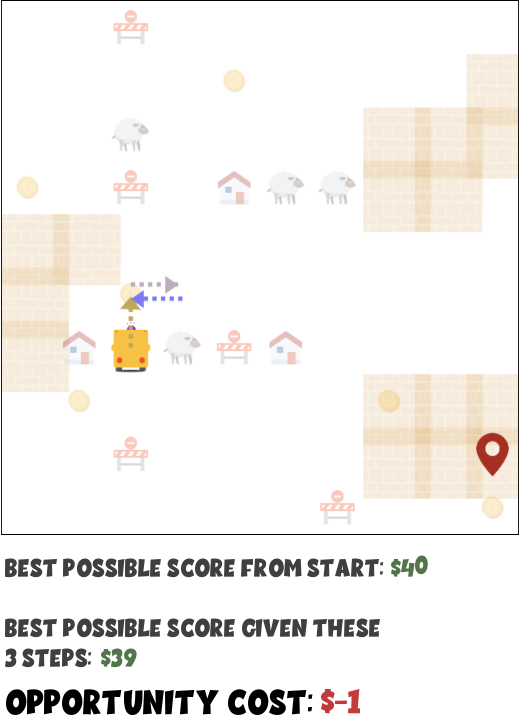 BEST POSSIBLE SCORE FROM START: $40
BEST POSSIBLE SCORE GIVEN THESE
3 STEPS: $39
OPPORTUNITY COST: $-1